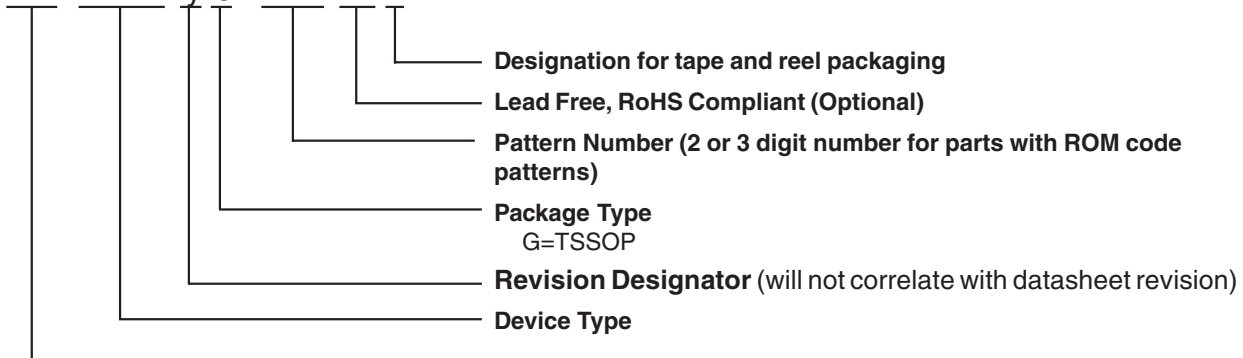 Designation for tape and reel packaging
Lead Free, RoHS Compliant (Optional)
Pattern Number (2 or 3 digit number for parts with ROM code
patterns)
Package Type
G=TSSOP
Revision Designator (will not correlate with datasheet revision)
Device Type